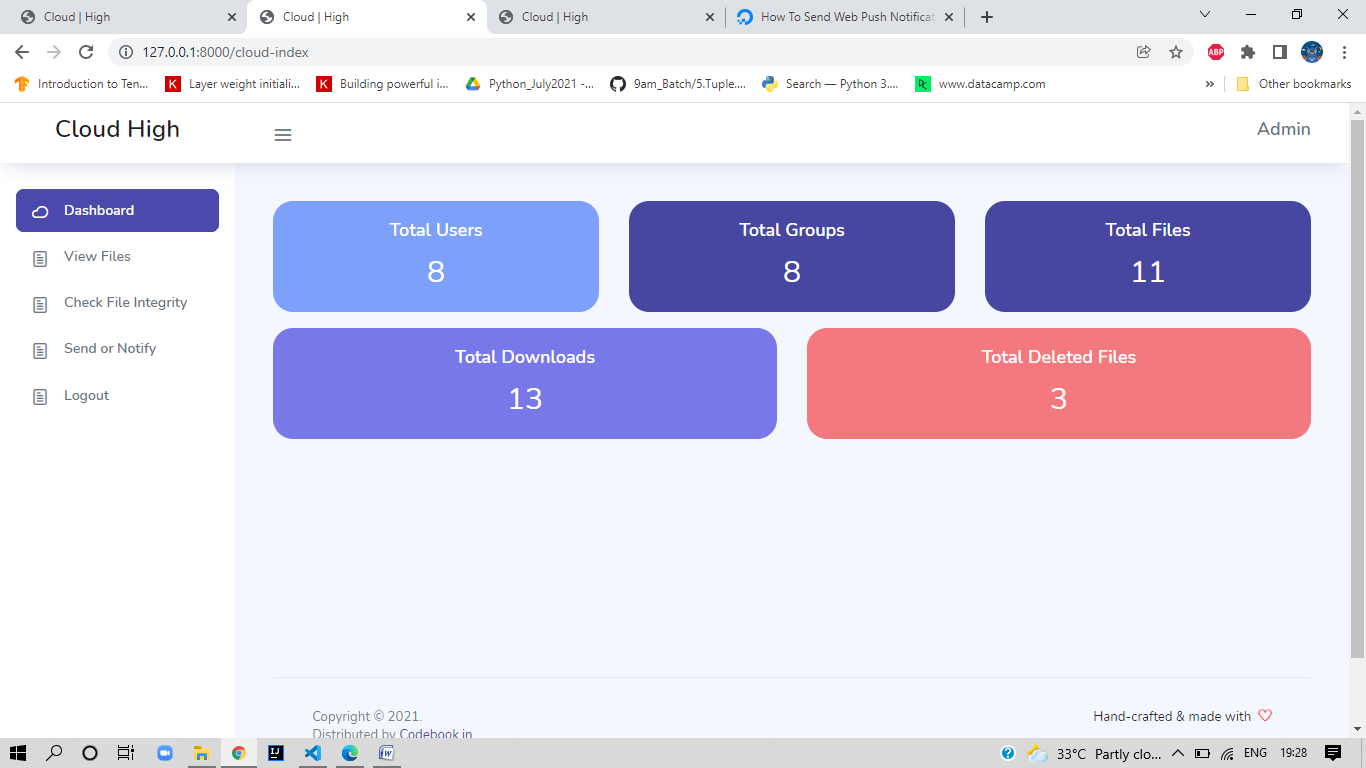 Cloud | High
Cloud | High
Cloud | High
How To Send Web Push Notificat
127.0.0.1:8000/cloud-index
ABP
Introduction to Ten...
K
Layer weight initiali...
K
Building powerful i...
Python_July2021 -...
9am_Batch/5.Tuple....
Search — Python 3....
DC
www.datacamp.com
»
Other bookmarks
Cloud High
Admin
Dashboard
View Files
Check File Integrity
Send or Notify
Logout
Total Users
8
Total Groups
8
Total Files
11
Total Downloads
13
Total Deleted Files
3
Copyright © 2021.
Distributed by Codebook.in
Hand-crafted & made with ♡
IJ
W
?
33°C Partly clo...
ENG
19:28